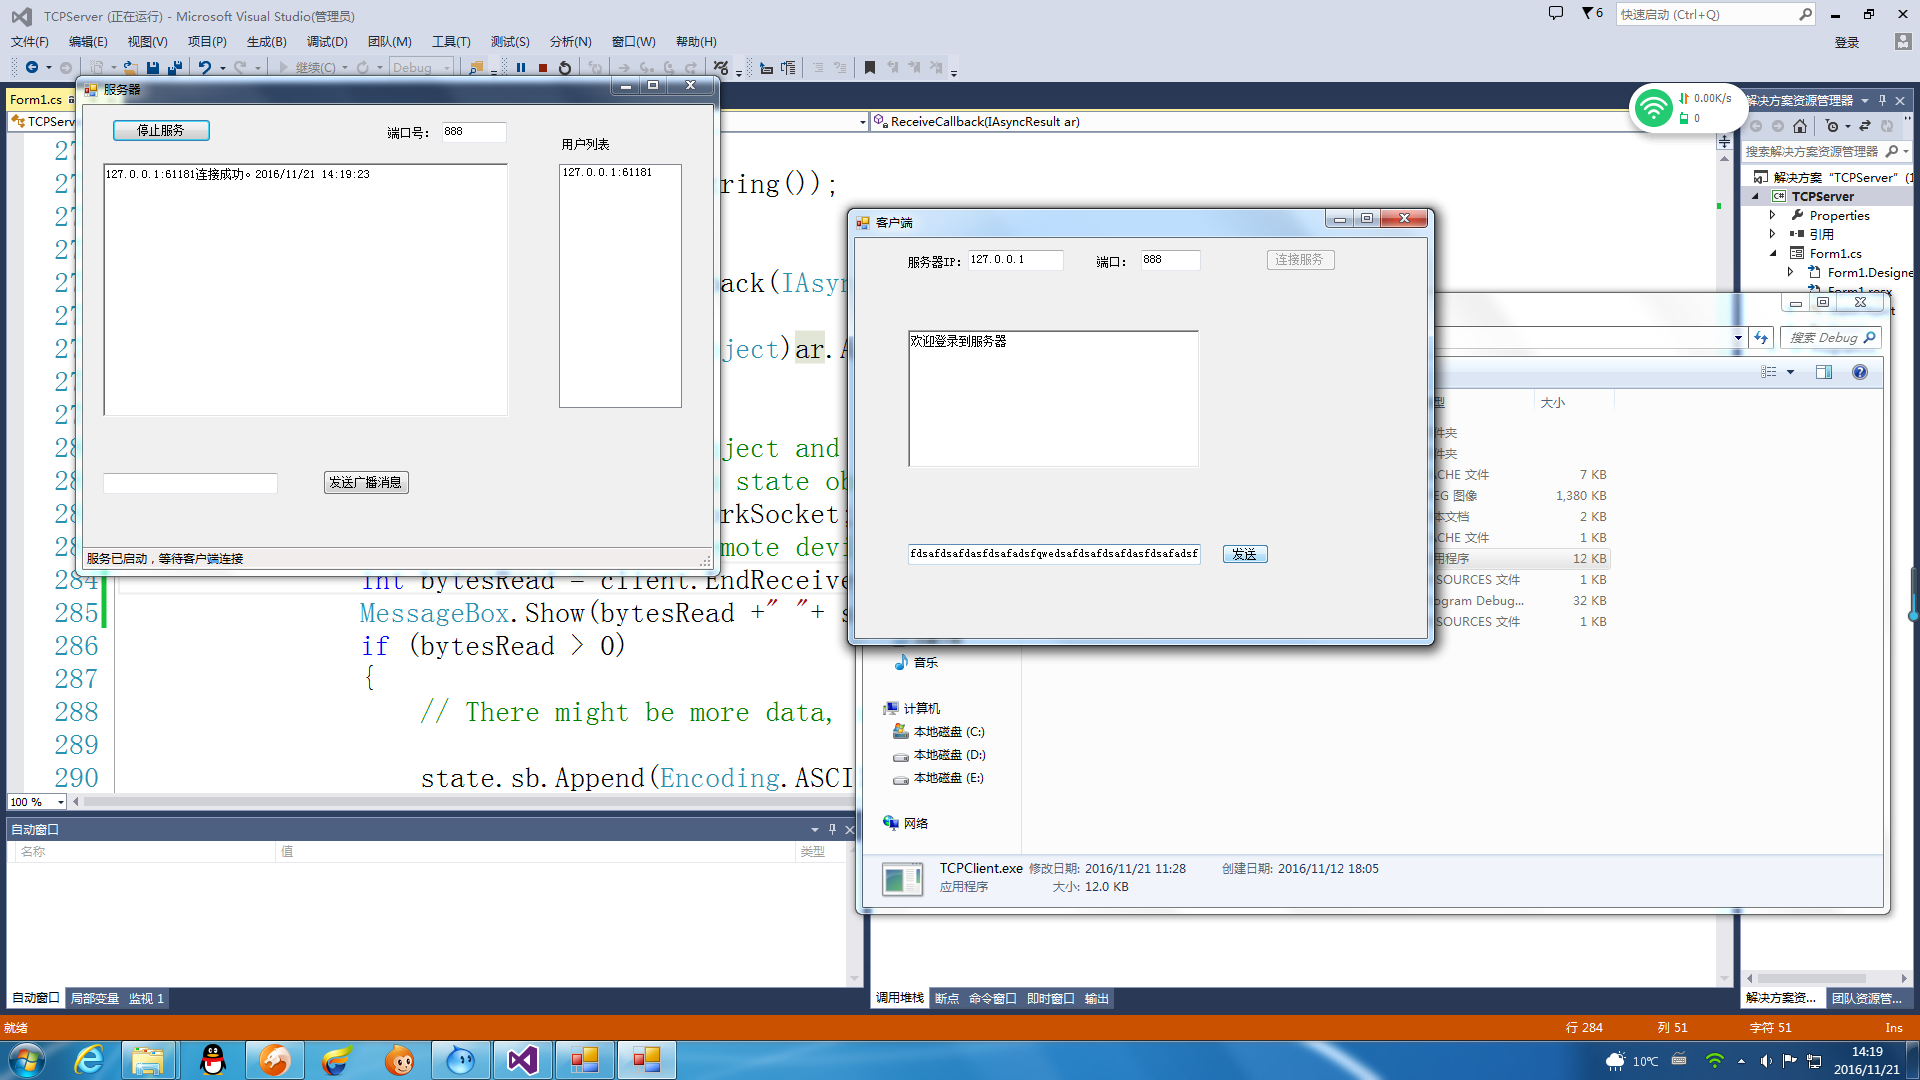 TCPServer (正在运行) - Microsoft Visual Studio(管理员)
6
快速启动 (Ctrl+Q)
文件(F) 编辑(E) 视图(V) 项目(P) 生成(B) 调试(D) 团队(M) 工具(T) 测试(S) 分析(N) 窗口(W) 帮助(H)
登录
继续(C) Debug
Form1.cs
TCPServ
ReceiveCallback(IAsyncResult ar)
服务器
停止服务
端口号: 888
用户列表
127.0.0.1:61181连接成功。2016/11/21 14:19:23
127.0.0.1:61181
发送广播消息
服务已启动，等待客户端连接
ring());
ack(IAsyn
ject)ar.A
ject and
state ob
rkSocket;
mote devi
284 int bytesRead = client.EndReceive
285 MessageBox.Show(bytesRead +" "+ s
286 if (bytesRead > 0)
287 {
288 // There might be more data,
289
290 state.sb.Append(Encoding.ASCI
100 %
客户端
服务器IP: 127.0.0.1 端口: 888 连接服务
欢迎登录到服务器
fdsafdsafdasfdsafadsfqwedsafdsafdsafdasfdsafadsf
发送
0.00K/s
0
解决方案资源管理器
搜索解决方案资源管理器
解决方案 "TCPServer" (1
TCPServer
Properties
引用
Form1.cs
Form1.Designe
Form1.resx
搜索 Debug
型 大小
件夹
件夹
CHE 文件 7 KB
EG 图像 1,380 KB
本文档 2 KB
CHE 文件 1 KB
用程序 12 KB
SOURCES 文件 1 KB
ogram Debug... 32 KB
SOURCES 文件 1 KB
音乐
计算机
本地磁盘 (C:)
本地磁盘 (D:)
本地磁盘 (E:)
网络
TCPClient.exe 修改日期: 2016/11/21 11:28 创建日期: 2016/11/12 18:05
应用程序 大小: 12.0 KB
自动窗口
名称 值 类型
自动窗口 局部变量 监视 1
调用堆栈 断点 命令窗口 即时窗口 输出
解决方案资... 团队资源管...
就绪 行 284 列 51 字符 51 Ins
10℃
14:19
2016/11/21